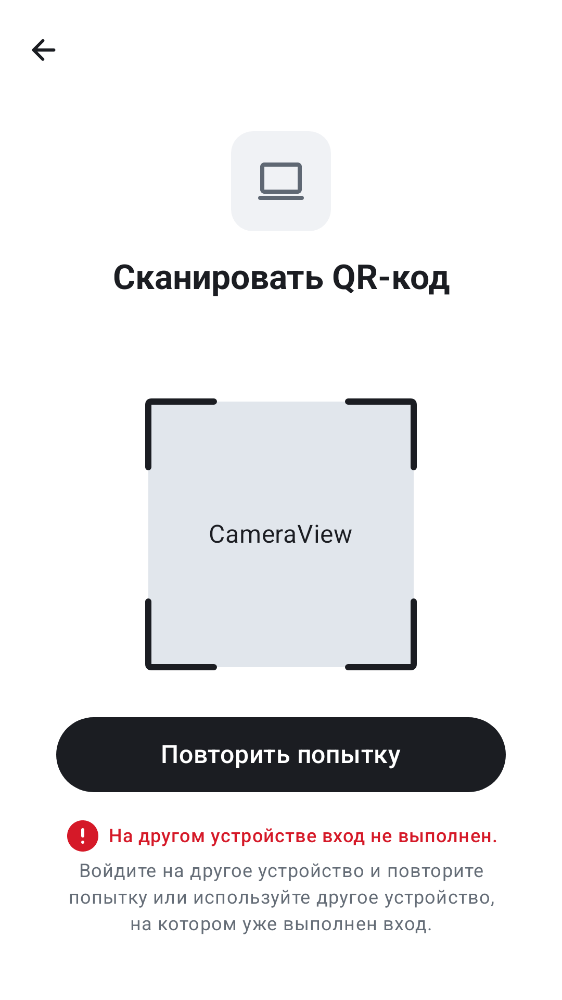 Сканировать QR-код
CameraView
Повторить попытку
На другом устройстве вход не выполнен.
Войдите на другое устройство и повторите
попытку или используйте другое устройство,
на котором уже выполнен вход.